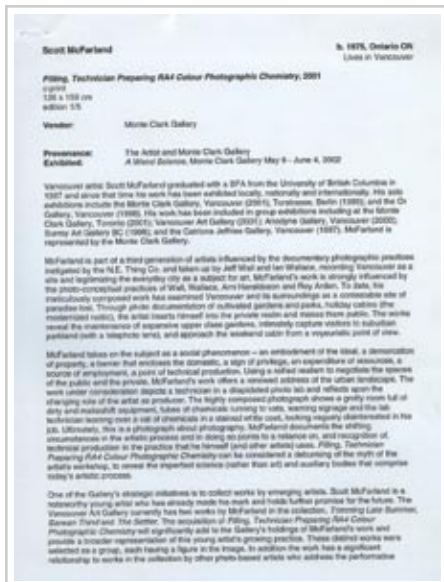 Scott McFarland
b. 1975, Ontario ON
Lives in Vancouver
Filling, Technician Preparing RA4 Colour Photographic Chemistry, 2001
c-print
edition 1/5
Vendor: Monte Clark Gallery
Provenance: The Artist and Monte Clark Gallery
Exhibited: A Weird Science, Monte Clark Gallery May 9 - June 4, 2002
Vancouver artist Scott McFarland graduated with a BFA from the University of British Columbia in
1997 and since that time his work has been exhibited locally, nationally and internationally. His solo
exhibitions include the Monte Clark Gallery, Vancouver (2001); Berlin (1999); and the Or
Gallery, Vancouver (1998). His work has been included in group exhibitions including at the Monte
Clark Gallery, Toronto (2001); Vancouver Art Gallery (2001); Anodyne Gallery, Vancouver (2000);
Surrey Art Gallery BC (1998); and the Catriona Jeffries Gallery, Vancouver (1997). McFarland is
represented by the Monte Clark Gallery.
McFarland is part of a third generation of artists influenced by the documentary photographic practices
instigated by the N.E. Thing Co. and taken up by Jeff Wall and Ian Wallace, recording Vancouver as a
site and legitimizing the everyday city as a subject for art. McFarland's work is strongly influenced by
the photo-conceptual practices of Wall, Wallace, Arni Haraldsson and Roy Arden. To date, his
meticulously composed work has examined Vancouver and its surroundings as a contestable site of
paradise lost. Through photo documentation of cultivated gardens and parks, holiday cabins (the
modernized rustic), the artist inserts himself into the private realm and makes them public. The works
reveal the maintenance of expansive upper class gardens, intimately capture visitors in suburban
parkland (with a telephoto lens), and approach the weekend cabin from a voyeuristic point of view.
McFarland takes on the subject as a social phenomenon – an embodiment of the ideal, a demarcation
of property, a barrier that encloses the domestic, a sign of privilege, an expenditure of resources, a
source of employment, a point of technical production. Using a refined realism to negotiate the spaces
of the public and the private, McFarland's work offers a renewed address of the urban landscape. The
work under consideration depicts a technician in a dilapidated photo lab and reflects upon the
changing role of the artist as producer. The highly composed photograph shows a grotty room full of
dirty and makeshift equipment, tubes of chemicals running to vats, warning signage and the lab
technician leaning over a vat of chemicals in a stained white coat, looking vaguely disinterested in his
job. Ultimately, this is a photograph about photography. McFarland documents the shifting
circumstances in the artistic process and in doing so points to a reliance on, and recognition of,
technical production in the practice that he himself (and other artists) uses. Filling, Technician
Preparing RA4 Colour Photographic Chemistry can be considered a debunking of the myth of the
artist's workshop, to reveal the imperfect science (rather than art) and auxiliary bodies that comprise
today's artistic process.
One of the Gallery's strategic initiatives is to collect works by emerging artists. Scott McFarland is a
noteworthy young artist who has already made his mark and holds further promise for the future. The
Vancouver Art Gallery currently has two works by McFarland in the collection, Trimming Late Summer,
and The Settler. The acquisition of Filling, Technician Preparing RA4 Colour
Photographic Chemistry will significantly add to the Gallery's holdings of McFarland's work and
provide a broader representation of this young artist's growing practice. These distinct works were
selected as a group, each having a figure in the image. In addition the work has a significant
relationship to works in the collection by other photo-based artists who address the performative